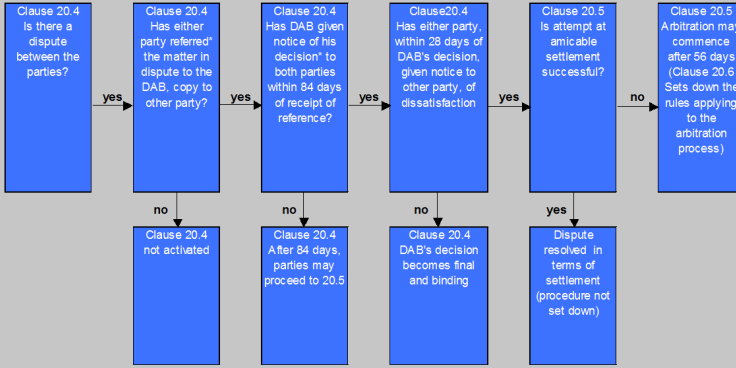 Clause 20.4
Is there a
dispute
between the
parties?
yes
Clause 20.4
Has either
party referred*
the matter in
dispute to the
DAB, copy to
other party?
yes
Clause 20.4
Has DAB given
notice of his
decision* to
both parties
within 84 days
of receipt of
reference?
yes
Clause20.4
Has either party,
within 28 days of
DAB's decision,
given notice to
other party, of
dissatisfaction
yes
Clause 20.5
Is attempt at
amicable
settlement
successful?
no
Clause 20.5
Arbitration may
commence
after 56 days
(Clause 20.6
Sets down the
rules applying
to the
arbitration
process)
no
Clause 20.4
not activated
no
Clause 20.4
After 84 days,
parties may
proceed to 20.5
no
Clause 20.4
DAB's decision
becomes final
and binding
yes
Dispute
resolved in
terms of
settlement
(procedure not
set down)